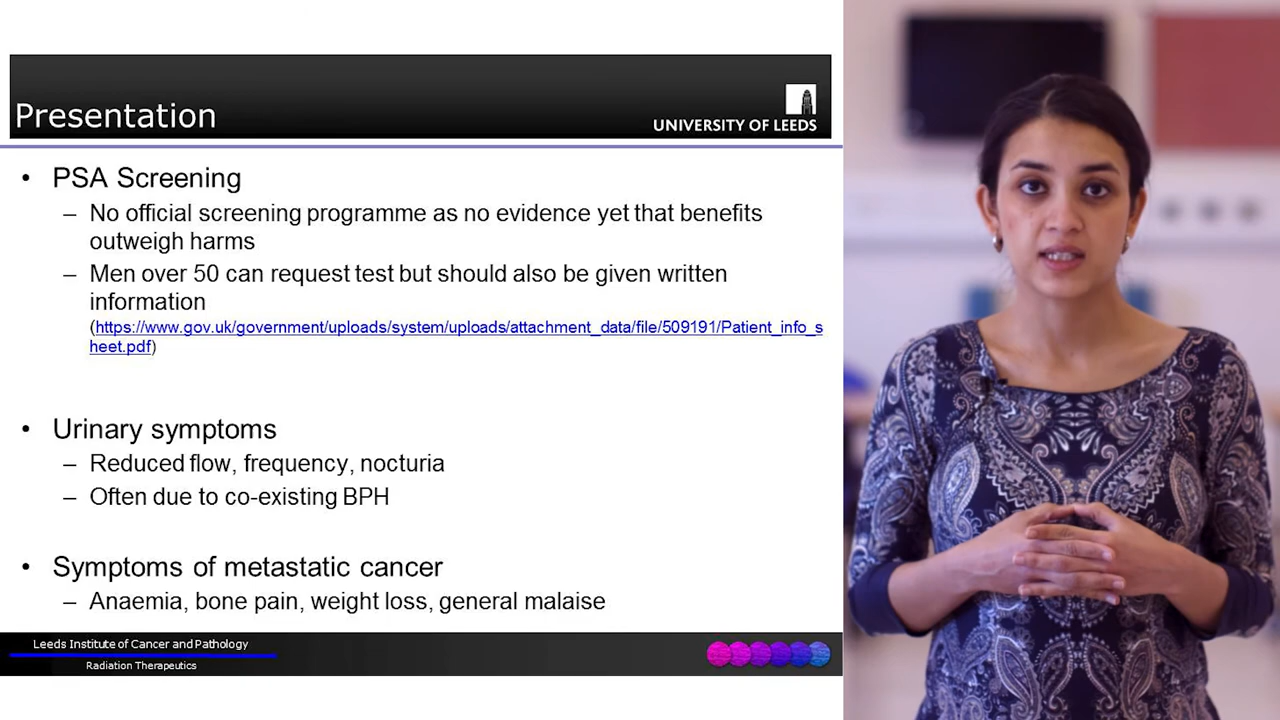 Presentation
UNIVERSITY OF LEEDS
• PSA Screening
– No official screening programme as no evidence yet that benefits
outweigh harms
– Men over 50 can request test but should also be given written
information
(https://www.gov.uk/government/uploads/system/uploads/attachment_data/file/509191/Patient_info_s
heet.pdf)
• Urinary symptoms
– Reduced flow, frequency, nocturia
– Often due to co-existing BPH
• Symptoms of metastatic cancer
– Anaemia, bone pain, weight loss, general malaise
Leeds Institute of Cancer and Pathology
Radiation Therapeutics